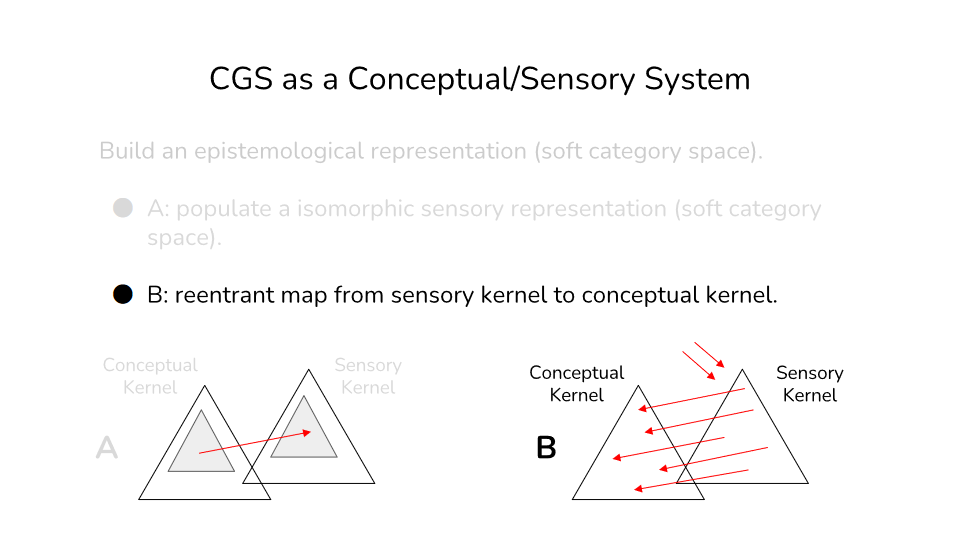 CGS as a Conceptual/Sensory System
Build an epistemological representation (soft category space).
● A: populate a isomorphic sensory representation (soft category
space).
● B: reentrant map from sensory kernel to conceptual kernel.
Conceptual
Kernel
Sensory
Kernel
A
Conceptual
Kernel
Sensory
Kernel
B